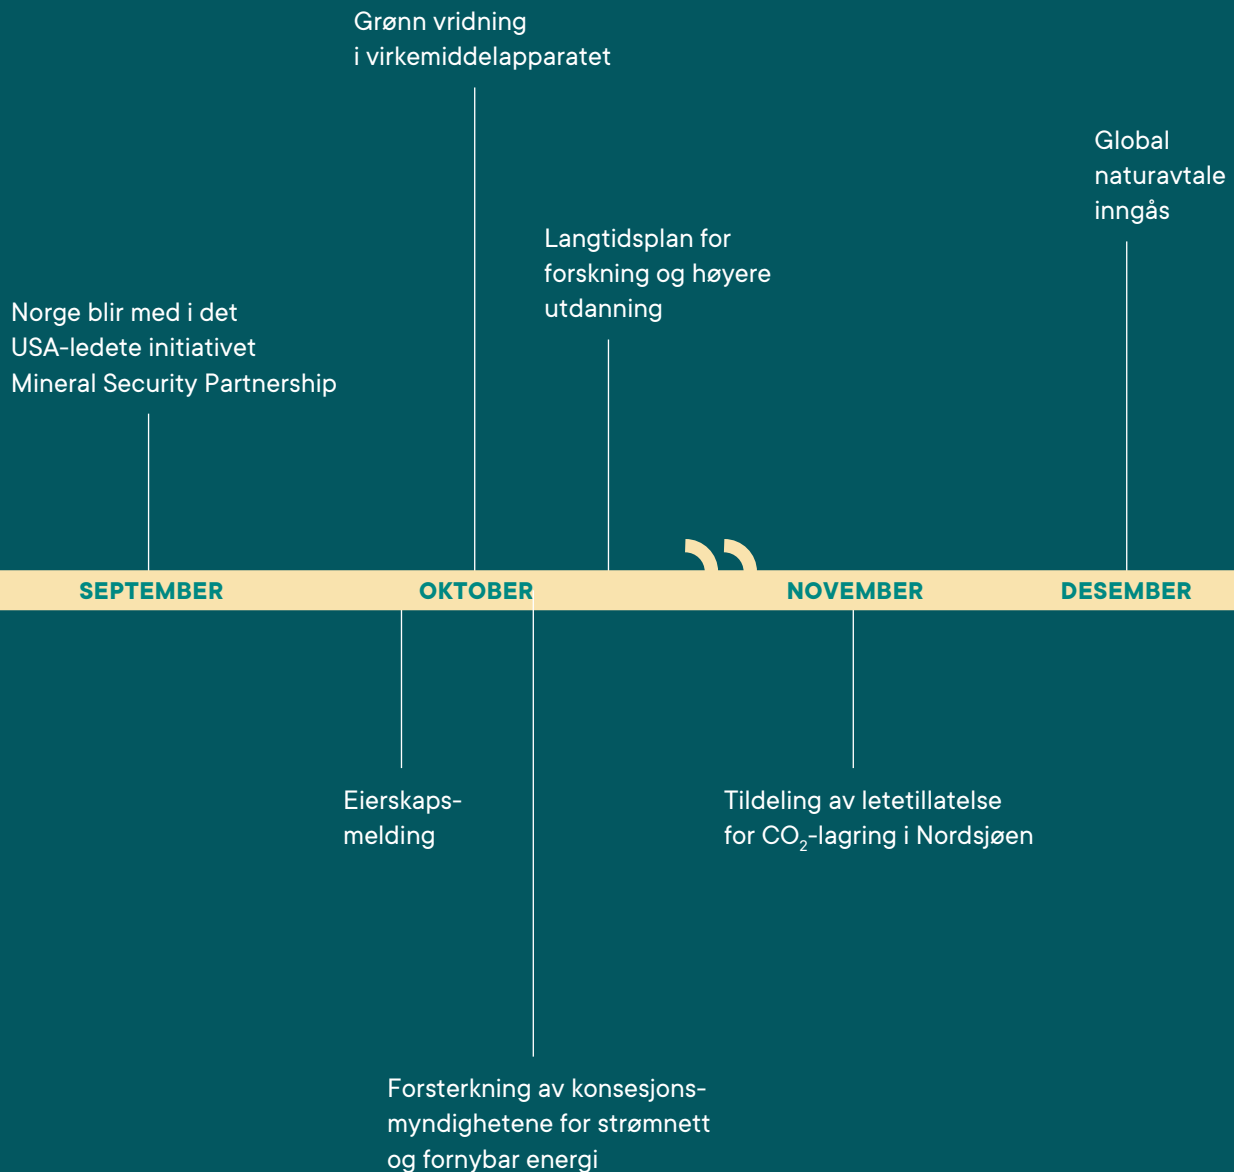 Grønn vridning
i virkemiddelapparatet
Global
naturavtale
inngås
Langtidsplan for
forskning og høyere
utdanning
Norge blir med i det
USA-ledete initiativet
Mineral Security Partnership
SEPTEMBER
OKTOBER
NOVEMBER
DESEMBER
Eierskaps-
melding
Tildeling av letetillatelse
for CO₂-lagring i Nordsjøen
Forsterkning av konsesjons-
myndighetene for strømnett
og fornybar energi